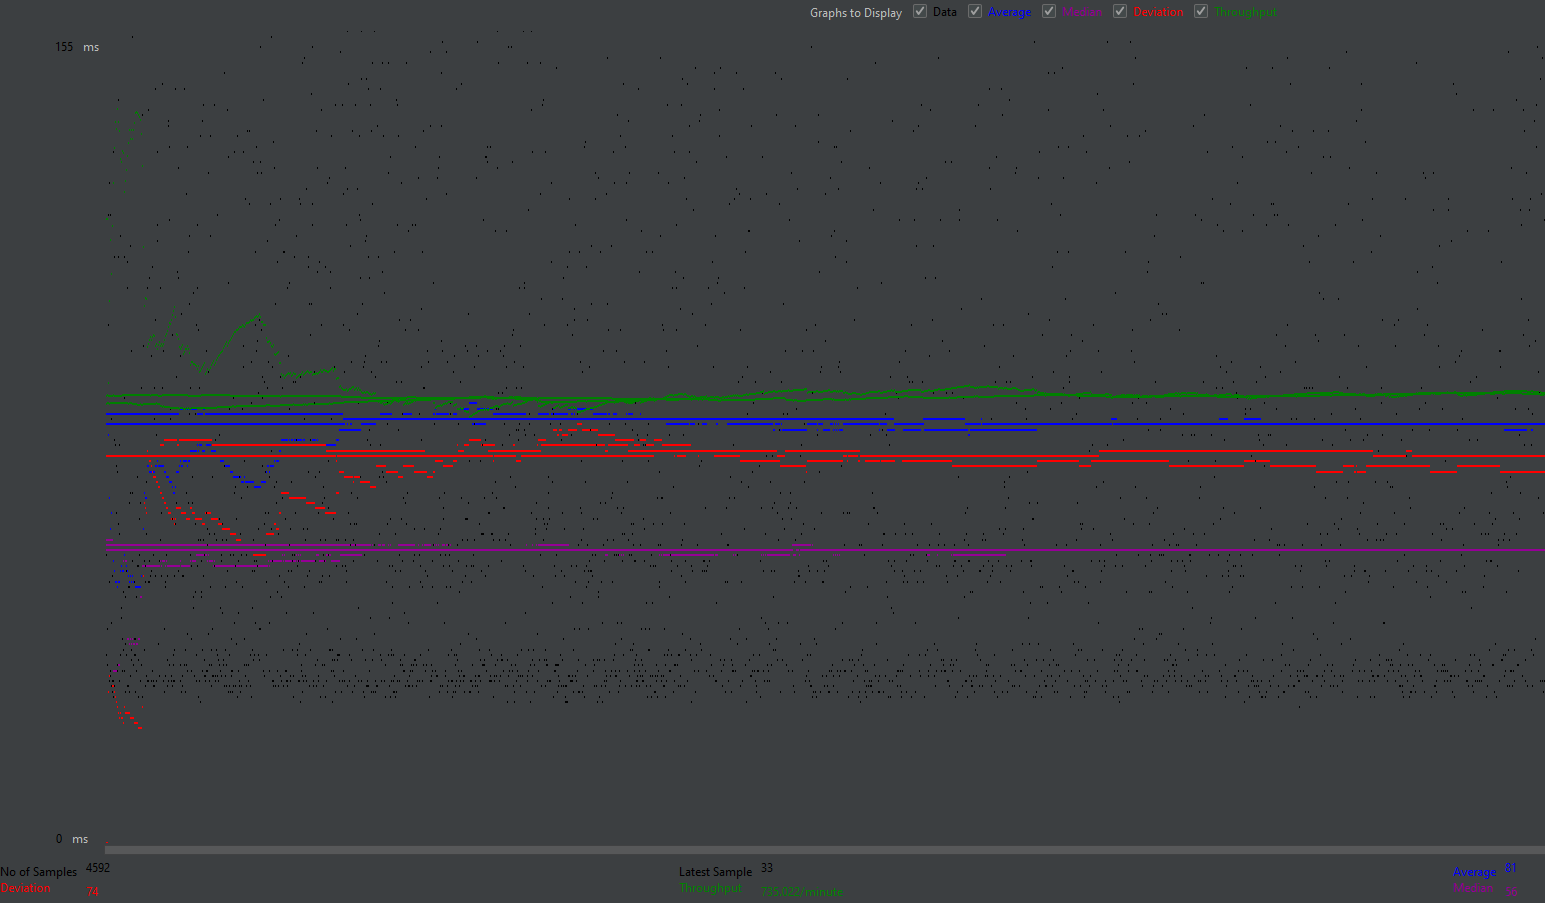 Graphs to Display Data Average Median Deviation Throughput
155 ms
0 ms
No of Samples 4592 Latest Sample 33 Average 81
Deviation 74 Throughput 735.022/minute Median 56